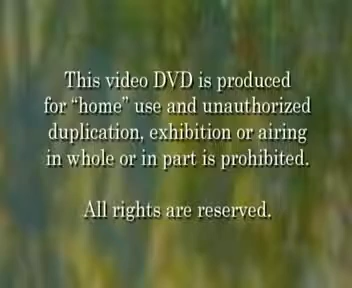 This video DVD is produced
for “home” use and unauthorized
duplication, exhibition or airing
in whole or in part is prohibited.
All rights are reserved.